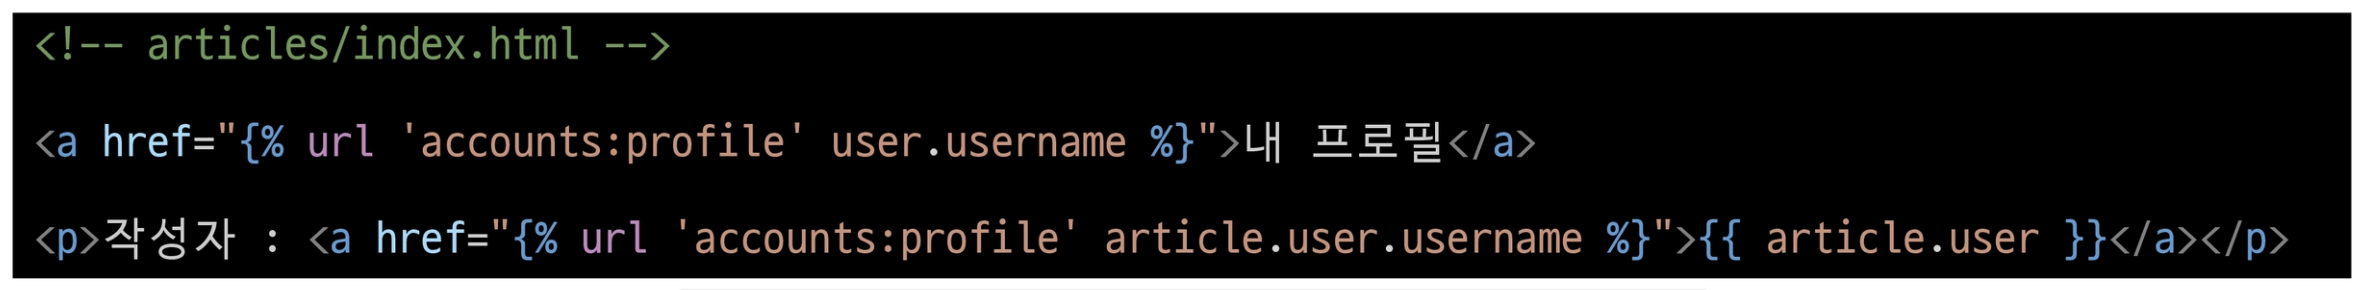 <!-- articles/index.html -->
<a href="{% url 'accounts:profile' user.username %}">내 프로필</a>
<p>작성자 : <a href="{% url 'accounts:profile' article.user.username %}">{{ article.user }}</a></p>